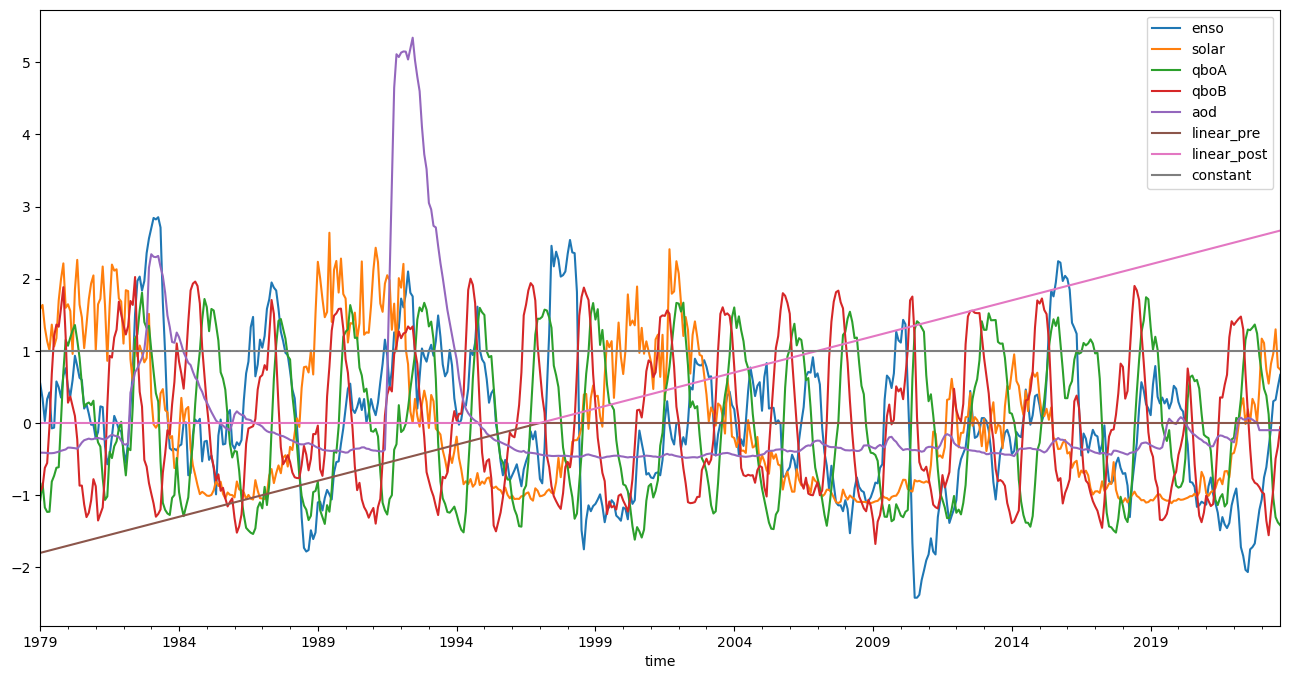 enso
solar
qboA
qboB
aod
linear_pre
linear_post
constant
5
4
3
2
1
0
−1
−2
1979 1984 1989 1994 1999 2004 2009 2014 2019
time